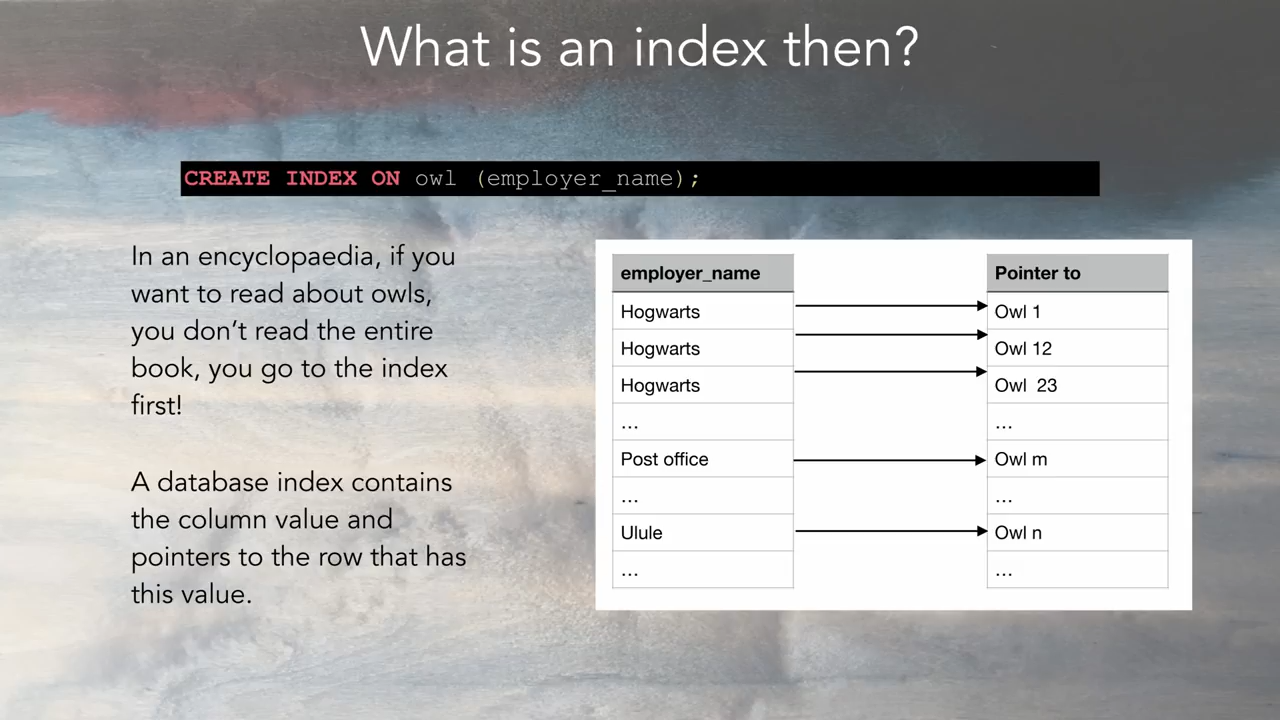 What is an index then?
CREATE INDEX ON owl (employer_name);
In an encyclopaedia, if you
want to read about owls,
you don’t read the entire
book, you go to the index
first!
A database index contains
the column value and
pointers to the row that has
this value.
employer_name Pointer to
Hogwarts Owl 1
Hogwarts Owl 12
Hogwarts Owl 23
… …
Post office Owl m
… …
Ulule Owl n
… …